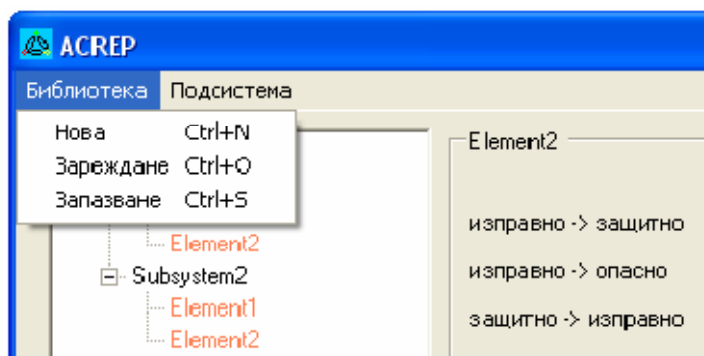 ACREP
Библиотека Подсистема
Нова Ctrl+N
Зареждане Ctrl+O
Запазване Ctrl+S
Element2
Subsystem2
Element1
Element2
Element2
изправно -> защитно
изправно -> опасно
защитно -> изправно